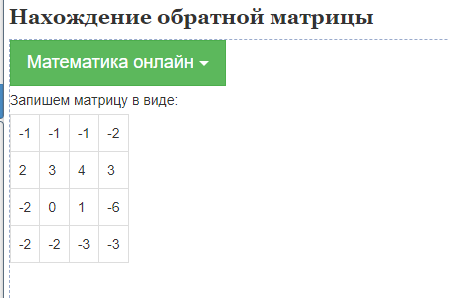 Нахождение обратной матрицы
Математика онлайн
Запишем матрицу в виде:
-1 -1 -1 -2
2 3 4 3
-2 0 1 -6
-2 -2 -3 -3